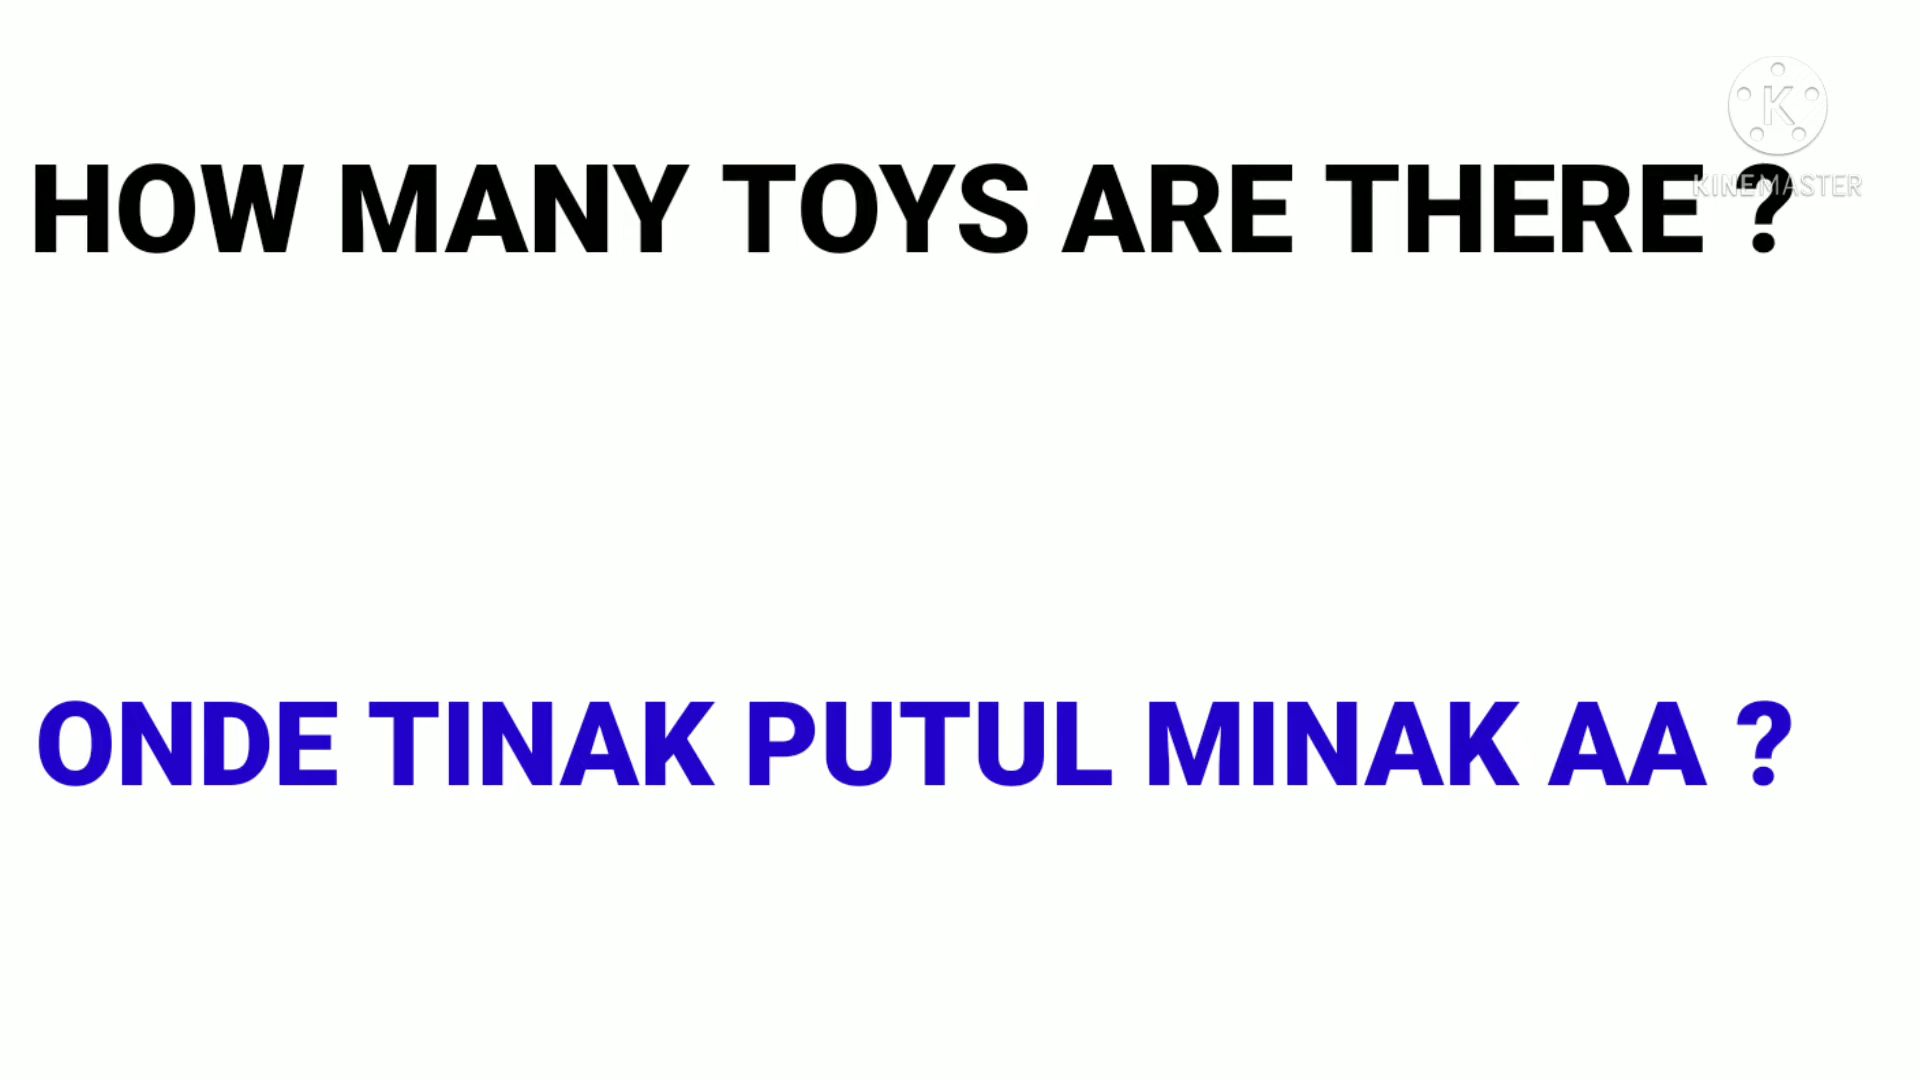 K
KINEMASTER
HOW MANY TOYS ARE THERE ?
ONDE TINAK PUTUL MINAK AA ?